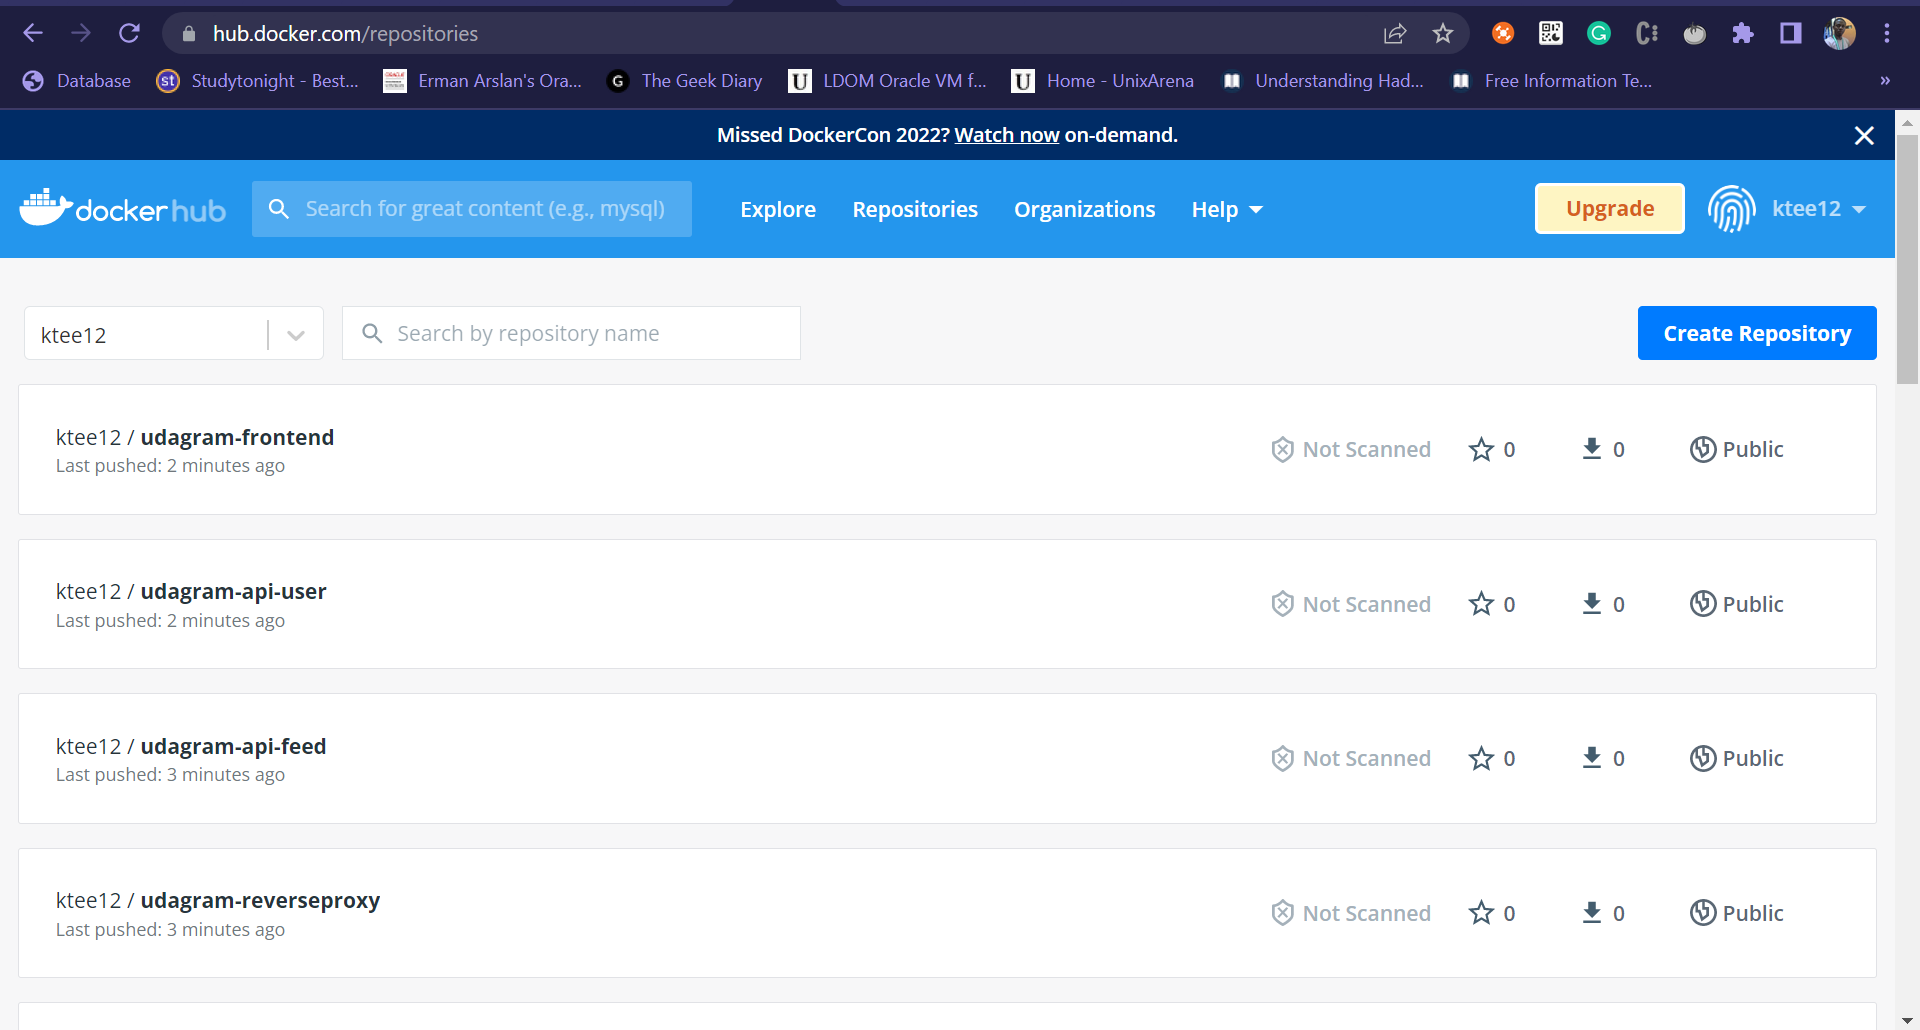 hub.docker.com/repositories
Database
st Studytonight - Best...
Erman Arslan's Ora...
G The Geek Diary
U LDOM Oracle VM f...
U Home - UnixArena
Understanding Had...
Free Information Te...
»
Missed DockerCon 2022? Watch now on-demand.
docker hub
Search for great content (e.g., mysql)
Explore
Repositories
Organizations
Help
Upgrade
ktee12
ktee12
Search by repository name
Create Repository
ktee12 / udagram-frontend
Last pushed: 2 minutes ago
Not Scanned
0
0
Public
ktee12 / udagram-api-user
Last pushed: 2 minutes ago
Not Scanned
0
0
Public
ktee12 / udagram-api-feed
Last pushed: 3 minutes ago
Not Scanned
0
0
Public
ktee12 / udagram-reverseproxy
Last pushed: 3 minutes ago
Not Scanned
0
0
Public